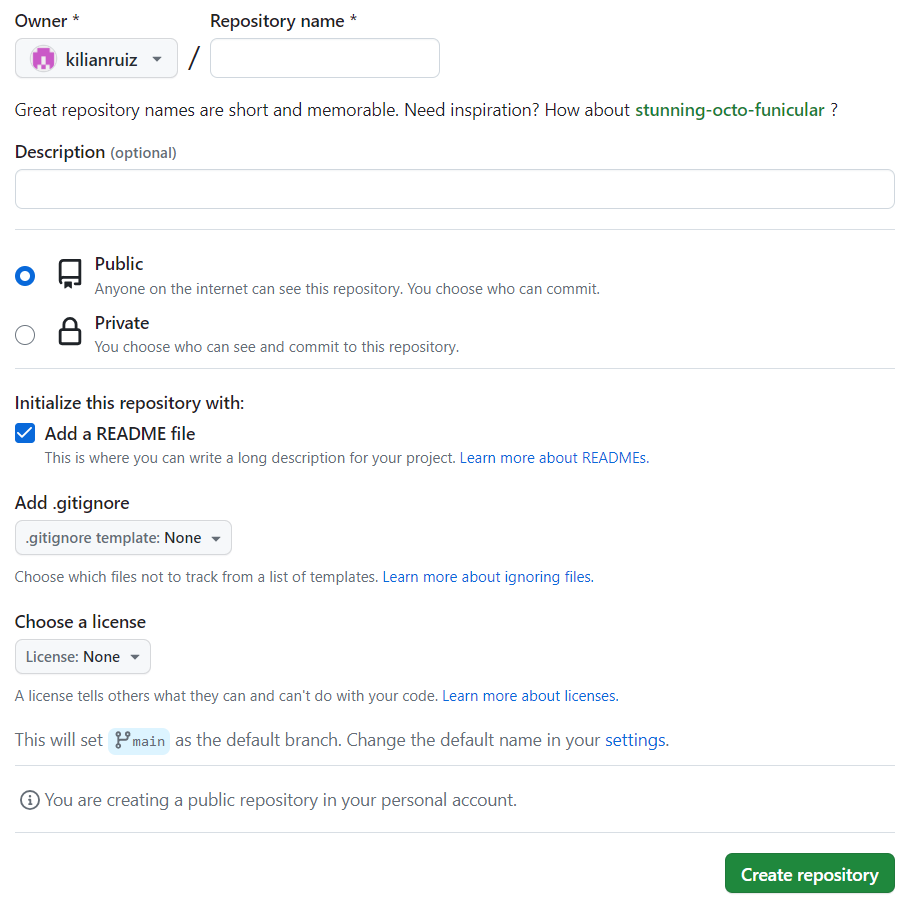 Owner * Repository name *
kilianruiz /
Great repository names are short and memorable. Need inspiration? How about stunning-octo-funicular ?
Description (optional)
Public
Anyone on the internet can see this repository. You choose who can commit.
Private
You choose who can see and commit to this repository.
Initialize this repository with:
Add a README file
This is where you can write a long description for your project. Learn more about READMEs.
Add .gitignore
.gitignore template: None
Choose which files not to track from a list of templates. Learn more about ignoring files.
Choose a license
License: None
A license tells others what they can and can't do with your code. Learn more about licenses.
This will set main as the default branch. Change the default name in your settings.
You are creating a public repository in your personal account.
Create repository